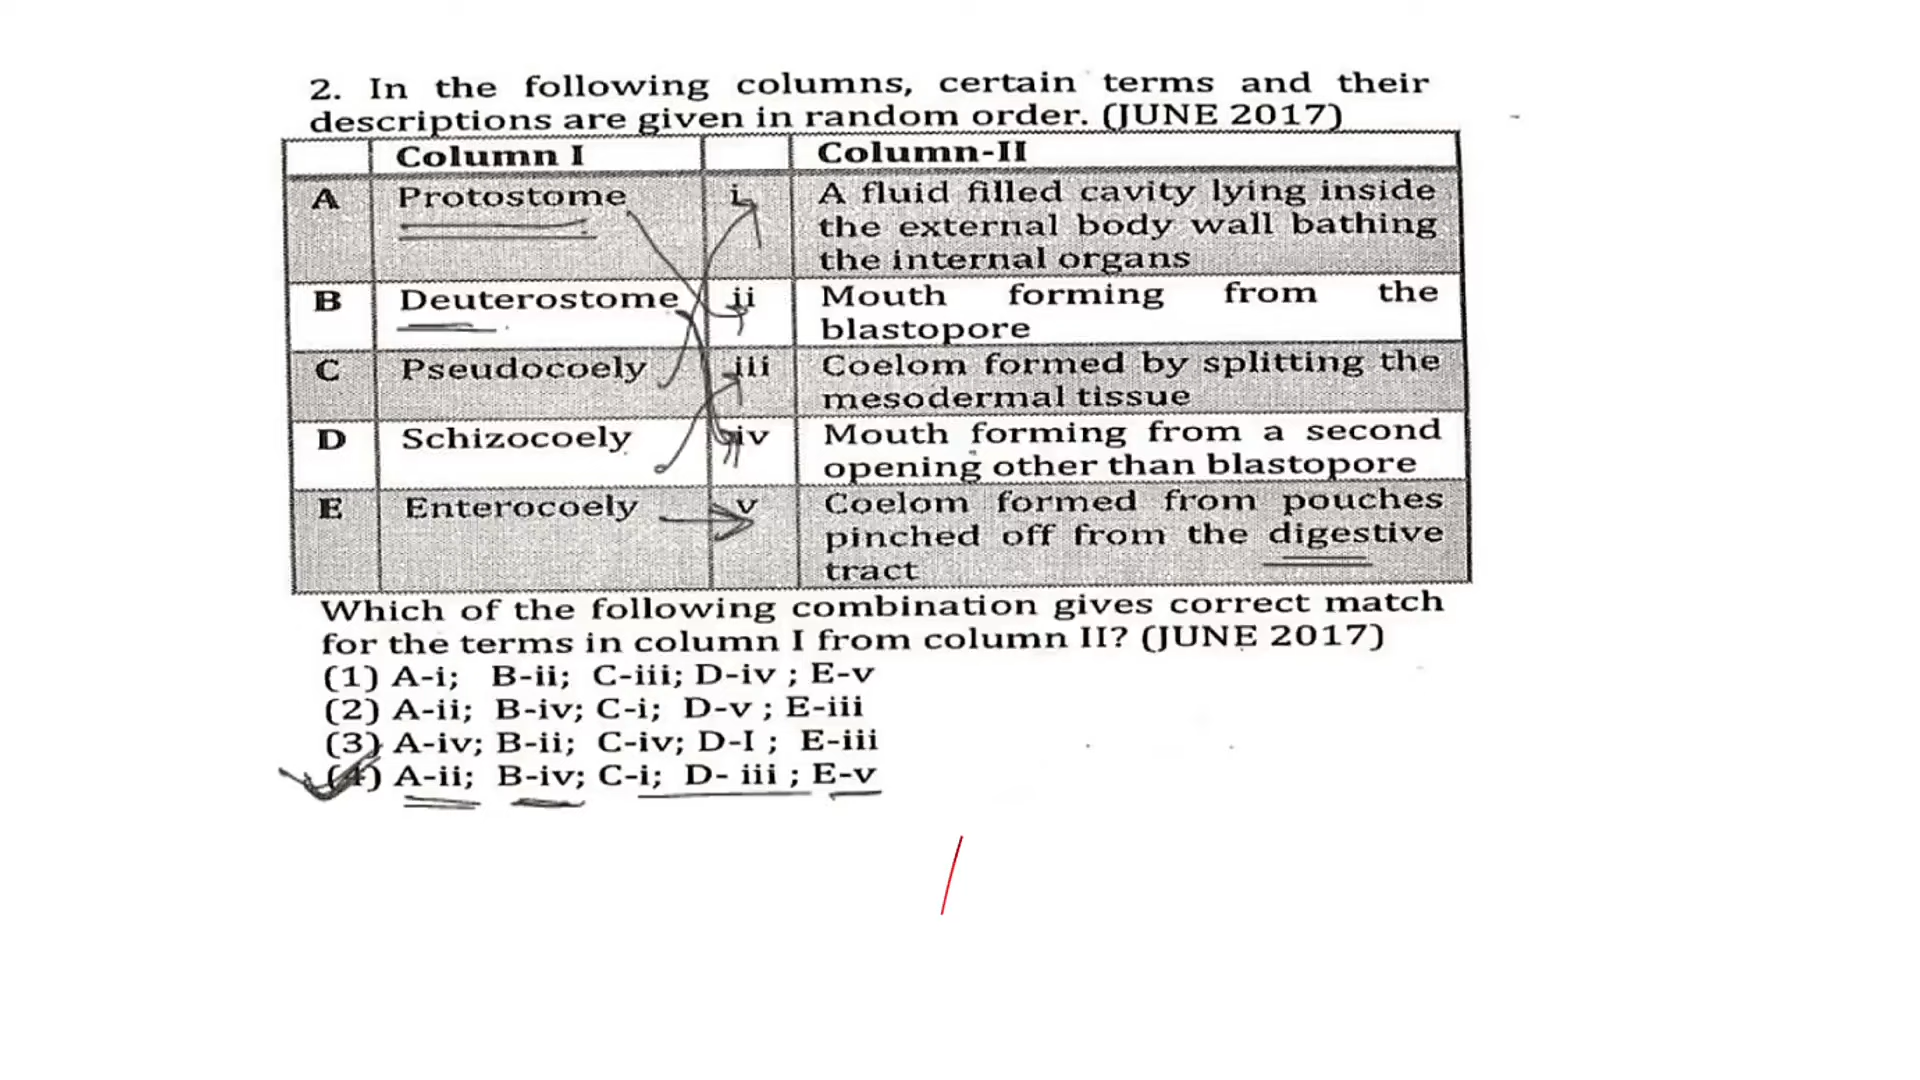 2. In the following columns, certain terms and their
descriptions are given in random order. (JUNE 2017)
Column I Column-II
A Protostome i A fluid filled cavity lying inside
the external body wall bathing
the internal organs
B Deuterostome ii Mouth forming from the
blastopore
C Pseudocoely iii Coelom formed by splitting the
mesodermal tissue
D Schizocoely iv Mouth forming from a second
opening other than blastopore
E Enterocoely v Coelom formed from pouches
pinched off from the digestive
tract
Which of the following combination gives correct match
for the terms in column I from column II? (JUNE 2017)
(1) A-i; B-ii; C-iii; D-iv ; E-v
(2) A-ii; B-iv; C-i; D-v ; E-iii
(3) A-iv; B-ii; C-iv; D-I ; E-iii
(4) A-ii; B-iv; C-i; D- iii ; E-v